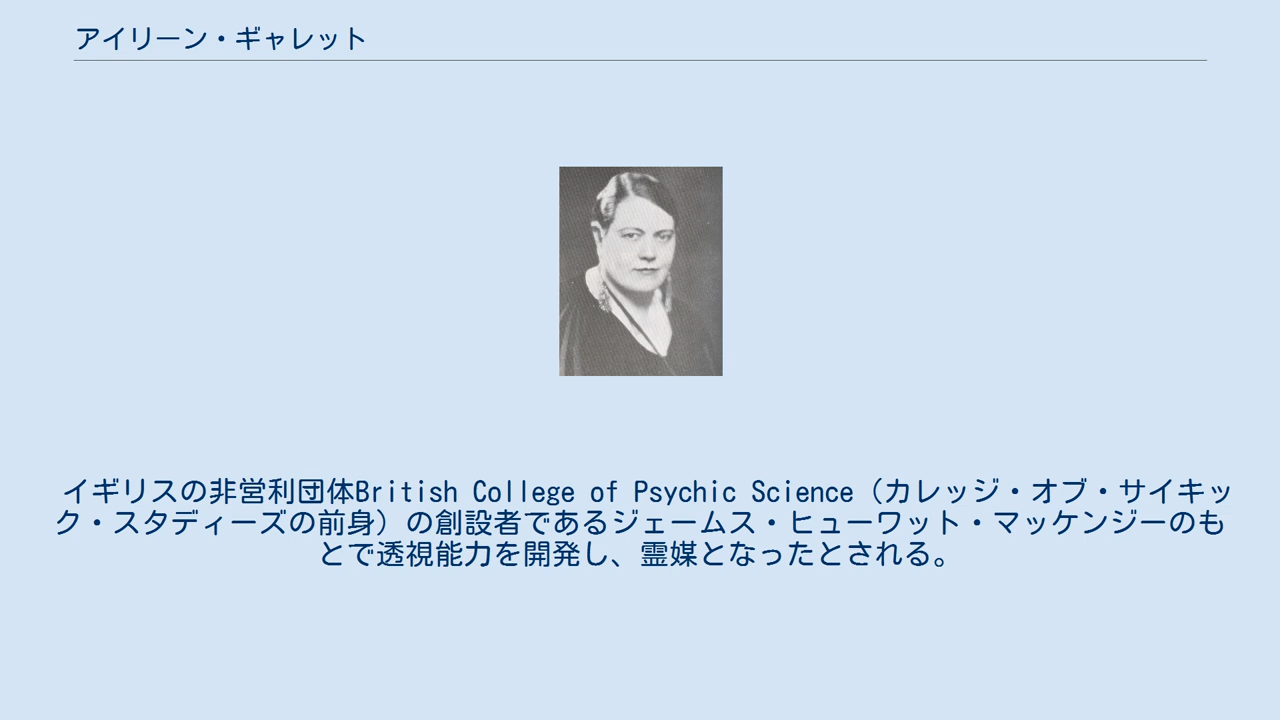 アイリーン・ギャレット
イギリスの非営利団体British College of Psychic Science（カレッジ・オブ・サイキッ
ク・スタディーズの前身）の創設者であるジェームス・ヒューワット・マッケンジーのも
とで透視能力を開発し、霊媒となったとされる。